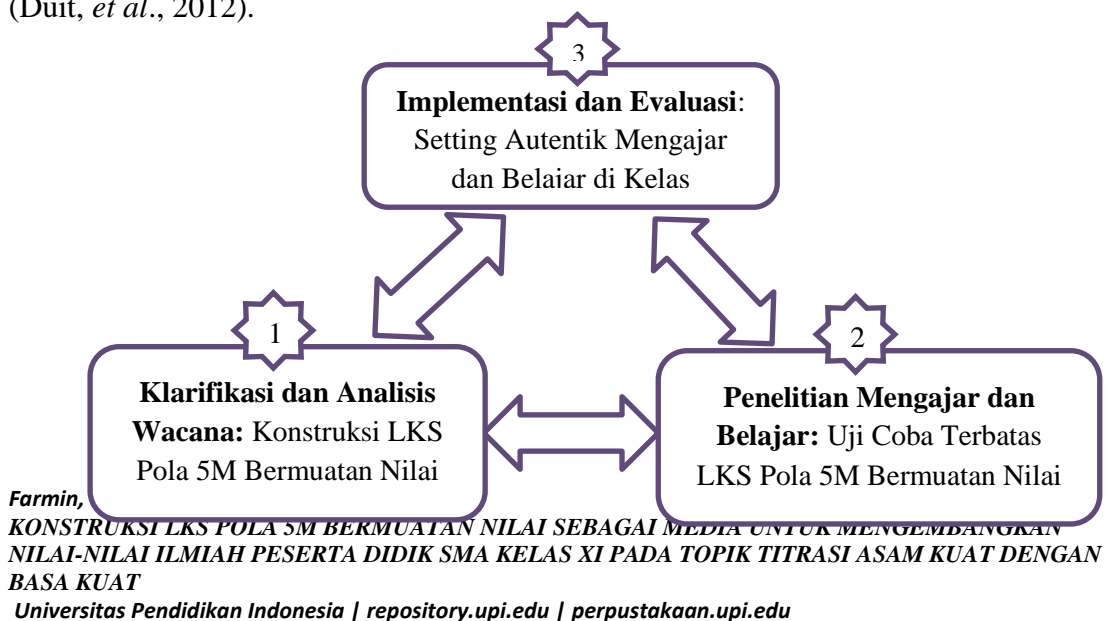 (Duit, et al., 2012).
3
Implementasi dan Evaluasi:
Setting Autentik Mengajar
dan Belajar di Kelas
1
Klarifikasi dan Analisis
Wacana: Konstruksi LKS
Pola 5M Bermuatan Nilai
2
Penelitian Mengajar dan
Belajar: Uji Coba Terbatas
LKS Pola 5M Bermuatan Nilai
Farmin,
KONSTRUKSI LKS POLA 5M BERMUATAN NILAI SEBAGAI MEDIA UNTUK MENGEMBANGKAN
NILAI-NILAI ILMIAH PESERTA DIDIK SMA KELAS XI PADA TOPIK TITRASI ASAM KUAT DENGAN
BASA KUAT
Universitas Pendidikan Indonesia | repository.upi.edu | perpustakaan.upi.edu